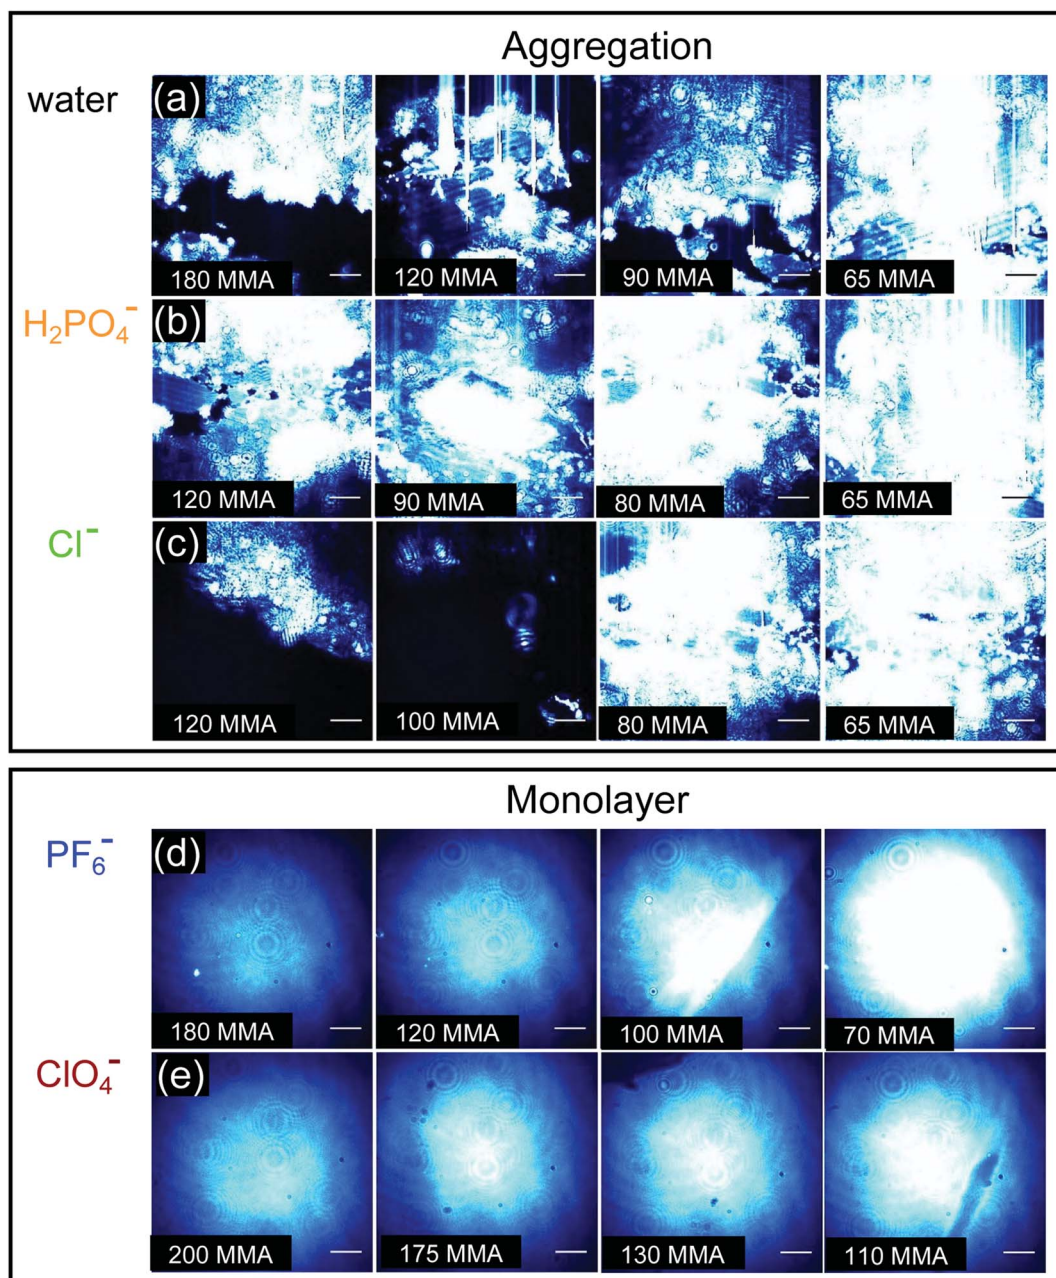 Aggregation
water
(a)
180 MMA
120 MMA
90 MMA
65 MMA
H₂PO₄⁻
(b)
120 MMA
90 MMA
80 MMA
65 MMA
Cl⁻
(c)
120 MMA
100 MMA
80 MMA
65 MMA
Monolayer
PF₆⁻
(d)
180 MMA
120 MMA
100 MMA
70 MMA
ClO₄⁻
(e)
200 MMA
175 MMA
130 MMA
110 MMA